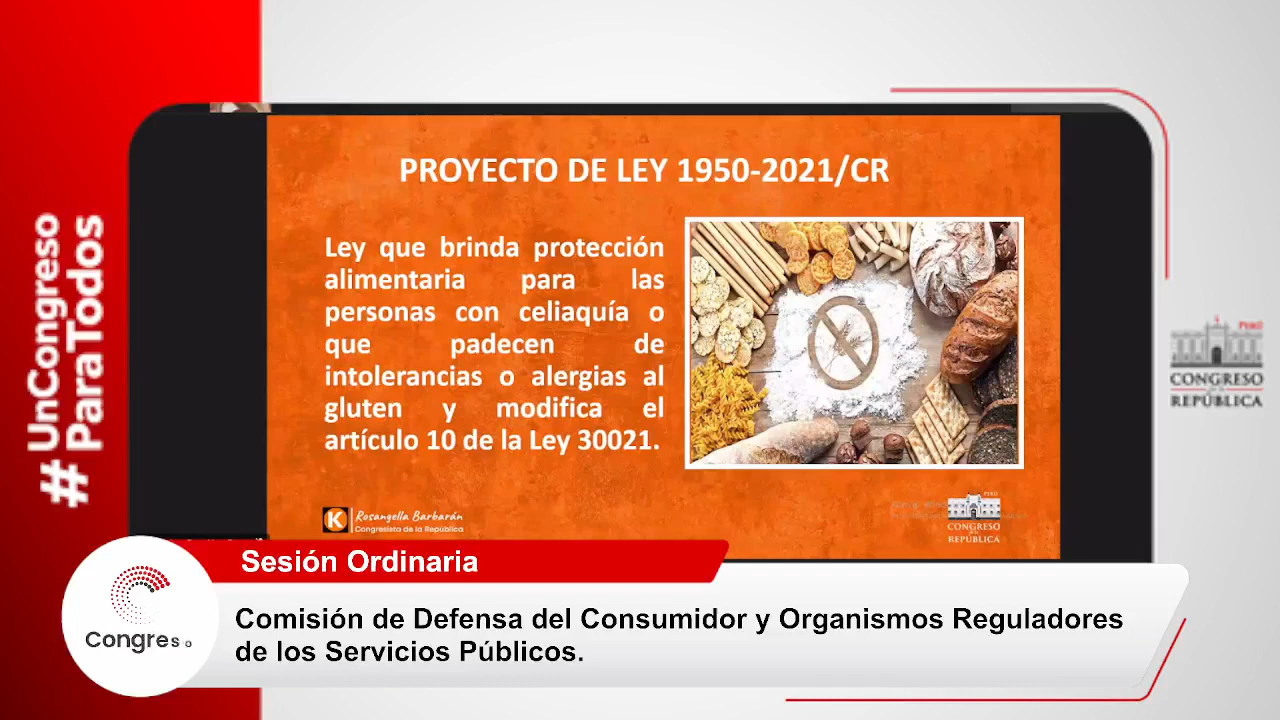 #UnCongreso
ParaTodos
PROYECTO DE LEY 1950-2021/CR
Ley que brinda protección
alimentaria para las
personas con celiaquía o
que padecen de
intolerancias o alergias al
gluten y modifica el
artículo 10 de la Ley 30021.
K
Rosangella Barbarán
Congresista de la República
PERÚ
CONGRESO
REPÚBLICA
PERÚ
CONGRESO
de la
REPÚBLICA
Sesión Ordinaria
Congreso
Comisión de Defensa del Consumidor y Organismos Reguladores
de los Servicios Públicos.